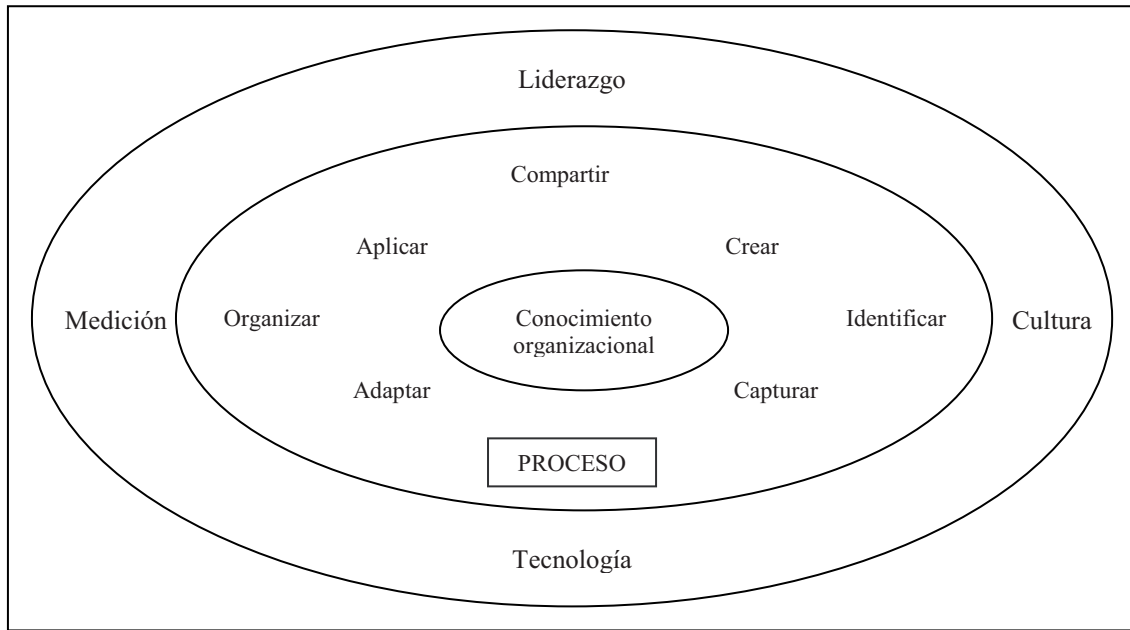 Liderazgo
Compartir
Aplicar
Crear
Medición
Organizar
Conocimiento
organizacional
Identificar
Cultura
Adaptar
Capturar
PROCESO
Tecnología